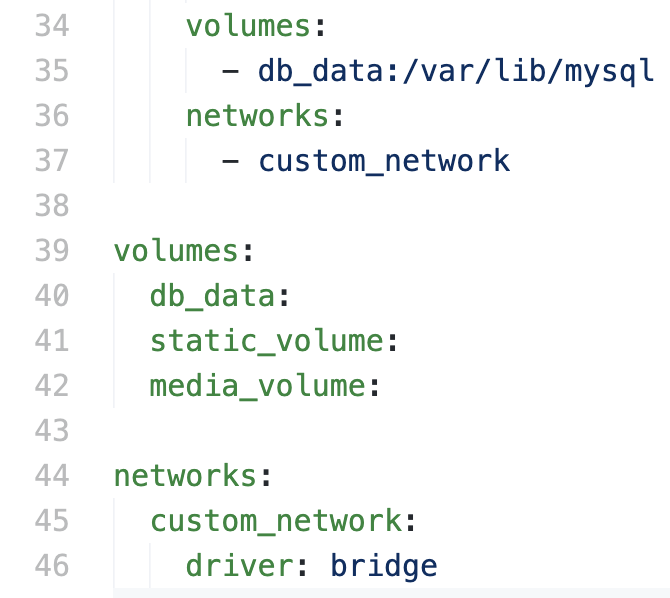 34 volumes:
35 - db_data:/var/lib/mysql
36 networks:
37 - custom_network
38
39 volumes:
40 db_data:
41 static_volume:
42 media_volume:
43
44 networks:
45 custom_network:
46 driver: bridge